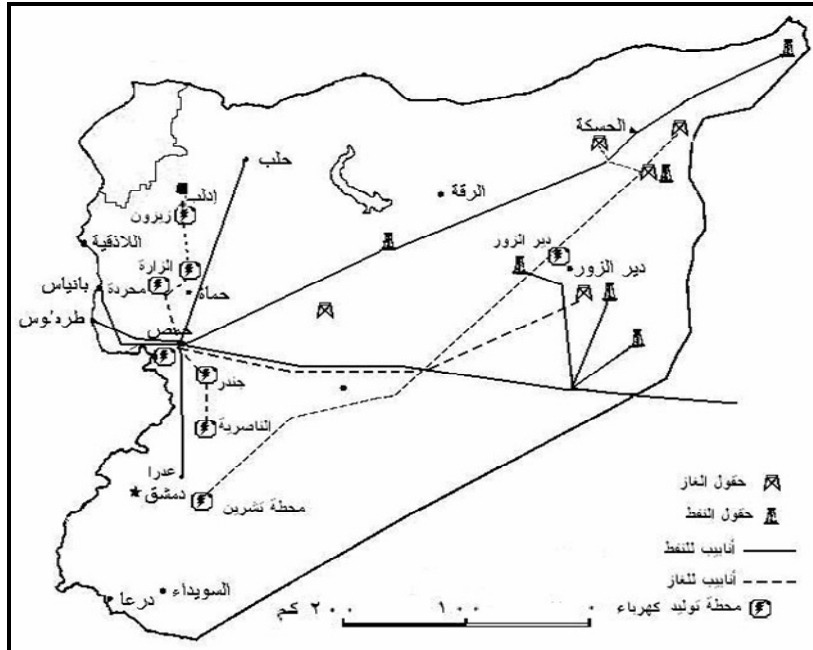 الحسكة
حلب
الرقة
إدلب
زيزون
اللاذقية
دير الزور
دير الزور
الزارة
محردة
حماة
بانياس
طرطوس
حمص
جندر
الناصرية
عدرا
دمشق
محطة تشرين
السويداء
درعا
حقول الغاز
حقول النفط
أنابيب للنفط
أنابيب للغاز
محطة توليد كهرباء
٢٠٠ كم ١٠٠ ٠